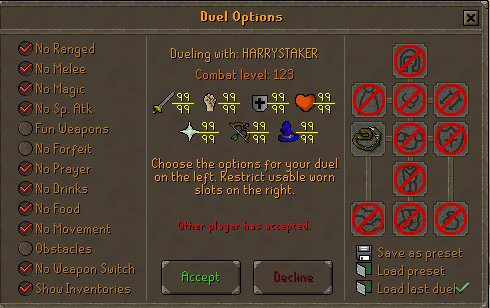 Duel Options
No Ranged
No Melee
No Magic
No Sp. Atk
Fun Weapons
No Forfeit
No Prayer
No Drinks
No Food
No Movement
Obstacles
No Weapon Switch
Show Inventories
Dueling with: HARRYSTAKER
Combat level: 123
99 99 99 99
99 99 99 99
99 99 99
99 99 99
Choose the options for your duel
on the left. Restrict usable worn
slots on the right.
Other player has accepted.
Accept Decline
Save as preset
Load preset
Load last duel